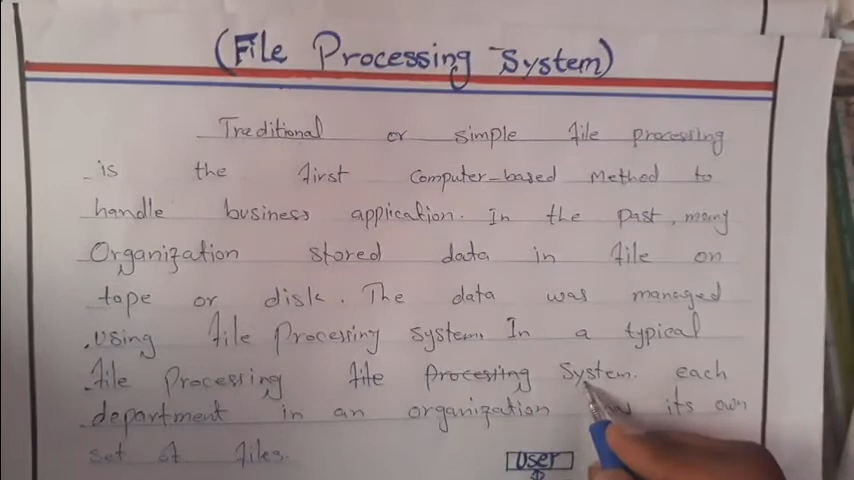 (File Processing System)
Treditional or simple file processing
is the first computer-based Method to
handle business application. In the past, many
Organization stored data in file on
tape or disk. The data was managed
using file Processing system. In a typical
file Processing file processing System. each
department in an organization its own
set of files.
User